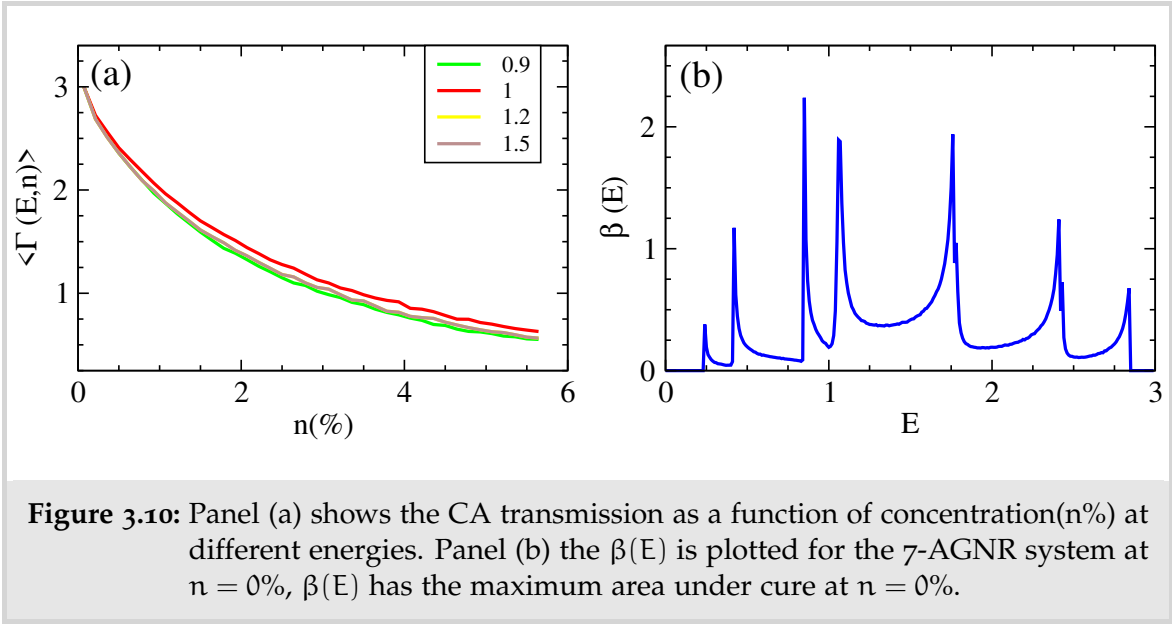 (a)
0.9
1
1.2
1.5
3
2
1
<Γ (E,n)>
0
2
4
6
n(%)
(b)
2
1
0
β (E)
0
1
2
3
E
Figure 3.10: Panel (a) shows the CA transmission as a function of concentration(n%) at
different energies. Panel (b) the β(E) is plotted for the 7-AGNR system at
n = 0%, β(E) has the maximum area under cure at n = 0%.